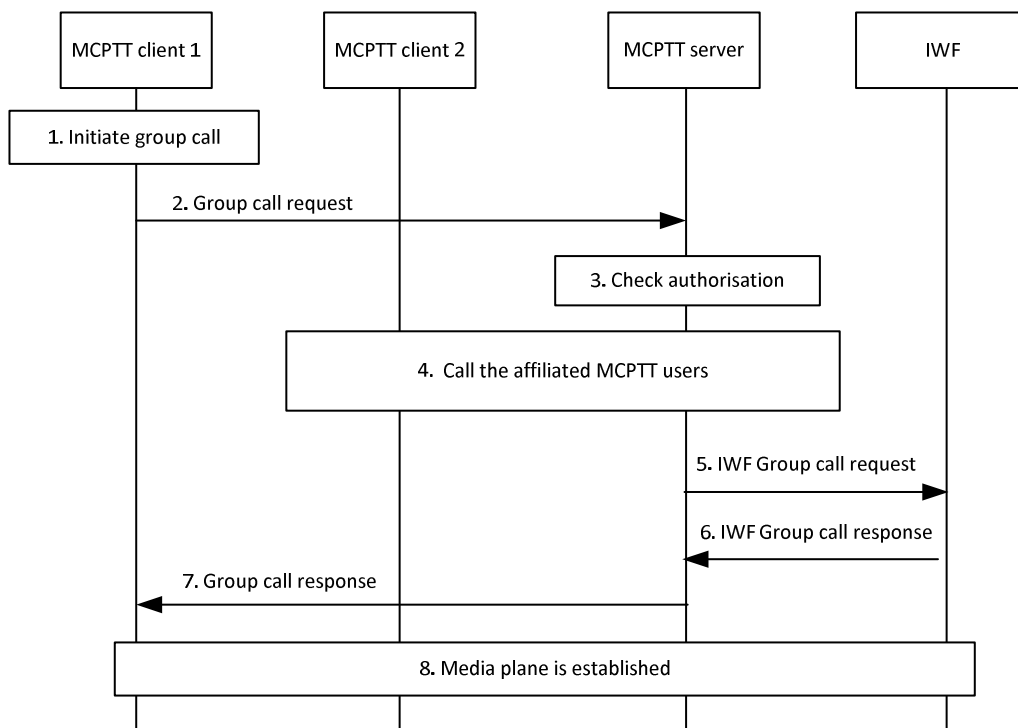 MCPTT client 1
MCPTT client 2
MCPTT server
IWF
1. Initiate group call
2. Group call request
3. Check authorisation
4. Call the affiliated MCPTT users
5. IWF Group call request
6. IWF Group call response
7. Group call response
8. Media plane is established